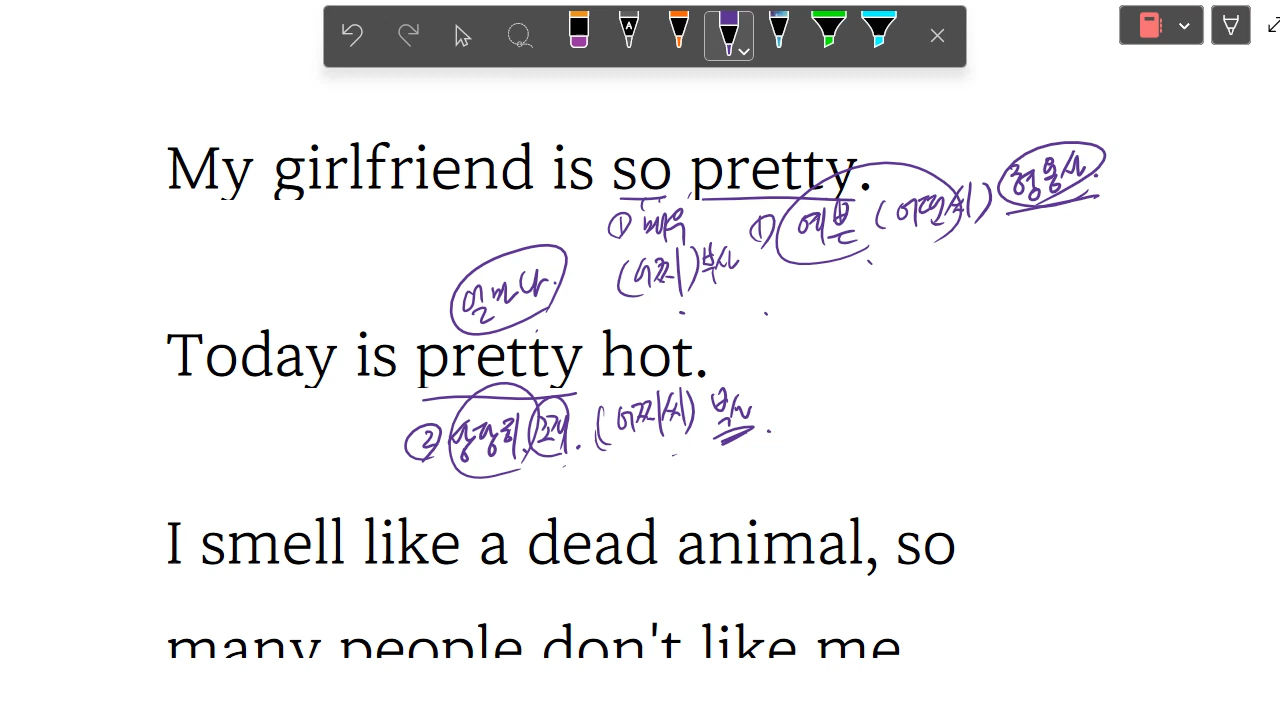 My girlfriend is so pretty.
① 매우 ① 예쁜 (어떤씨) 형용사.
(어찌) 부사
얼마나.
Today is pretty hot.
② 상당히, 꽤. (어찌씨) 부사.
I smell like a dead animal, so
many people don't like me